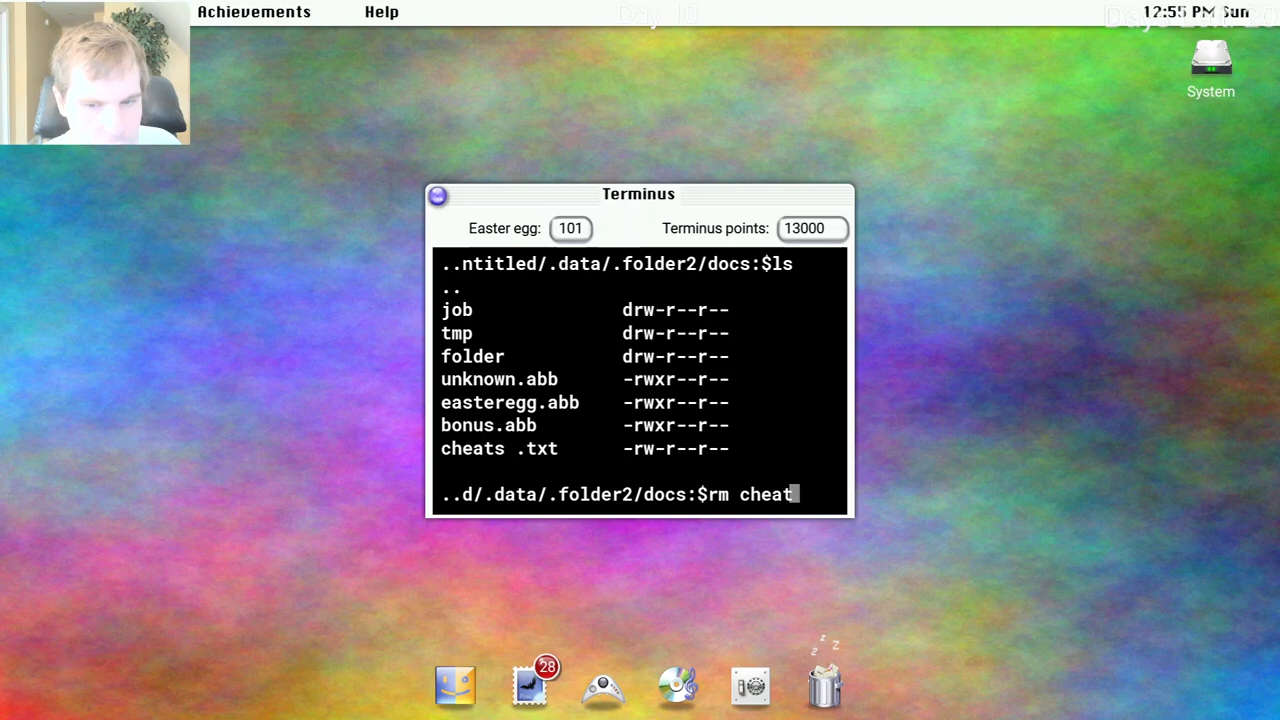 Achievements Help Day 10 12:55 PM Sun
System
Terminus
Easter egg: 101 Terminus points: 13000
..ntitled/.data/.folder2/docs:$ls
..
job drw-r--r--
tmp drw-r--r--
folder drw-r--r--
unknown.abb -rwxr--r--
easteregg.abb -rwxr--r--
bonus.abb -rwxr--r--
cheats .txt -rw-r--r--
..d/.data/.folder2/docs:$rm cheat
z
z z
28